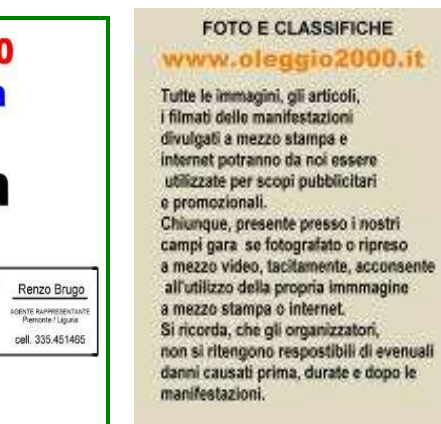 0
a
n
Renzo Brugo
AGENTE RAPPRESENTANTE
Piemonte / Liguria
cell. 335.451465
FOTO E CLASSIFICHE
www.oleggio2000.it
Tutte le immagini, gli articoli,
i filmati delle manifestazioni
divulgati a mezzo stampa e
internet potranno da noi essere
utilizzate per scopi pubblicitari
e promozionali.
Chiunque, presente presso i nostri
campi gara se fotografato o ripreso
a mezzo video, tacitamente, acconsente
all'utilizzo della propria immmagine
a mezzo stampa o internet.
Si ricorda, che gli organizzatori,
non si ritengono respostibili di evenuali
danni causati prima, durate e dopo le
manifestazioni.